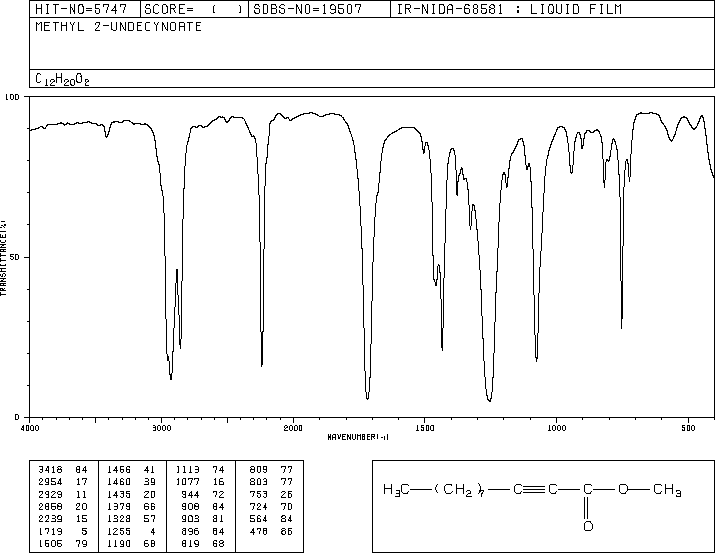 HIT-NO=5747 SCORE= ( ) SDBS-NO=19507 IR-NIDA-68581 : LIQUID FILM
METHYL 2-UNDECYNOATE
C12H20O2
100
50
0
TRANSMITTANCE(%)
4000 3000 2000 1500 1000 500
WAVENUMBER(-1)
3418 84 1456 41 1113 74 809 77
2954 17 1460 39 1077 16 803 77
2929 11 1435 20 944 72 753 26
2858 20 1379 66 908 84 724 70
2239 15 1328 57 903 81 564 84
1719 5 1255 4 896 84 478 86
1505 79 1190 68 819 68
H3C (CH2)7 C C C O CH3
O